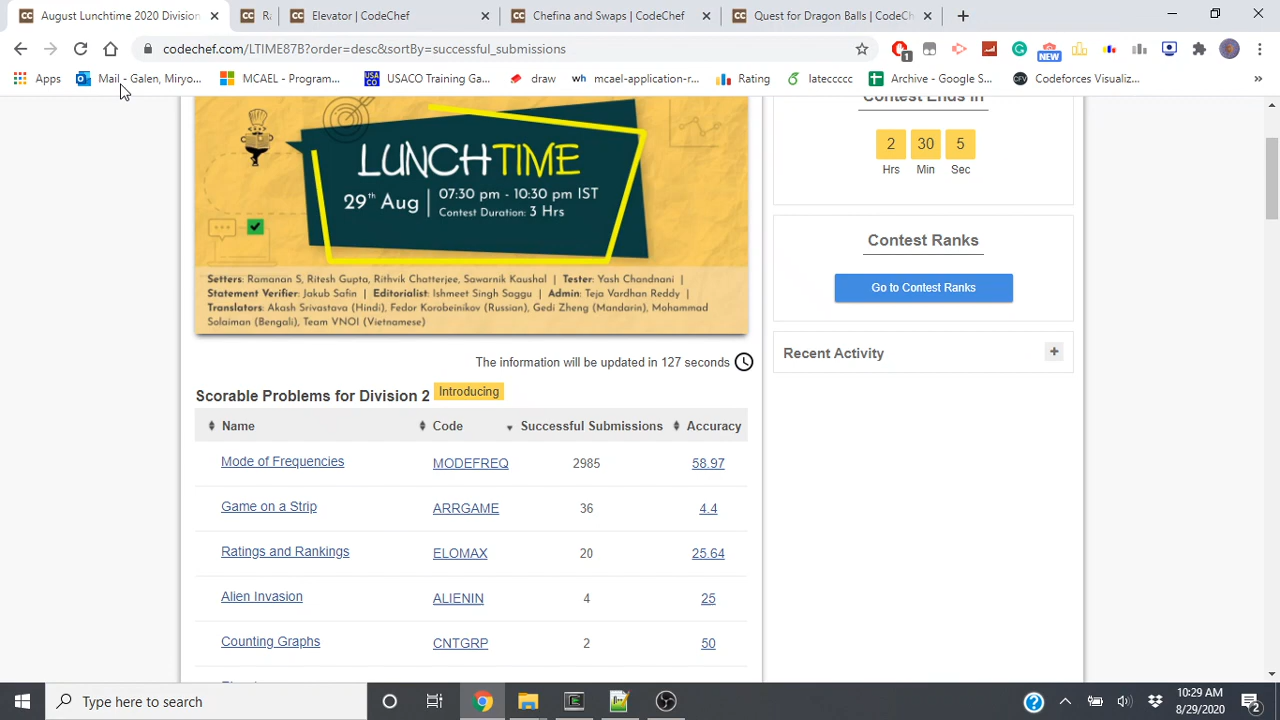 August Lunchtime 2020 Division
Elevator | CodeChef
Chefina and Swaps | CodeChef
Quest for Dragon Balls | CodeCh
codechef.com/LTIME87B?order=desc&sortBy=successful_submissions
1
NEW
Apps
Mail - Galen, Miryo...
MCAEL - Program...
USACO Training Ga...
draw
wh mcael-application-r...
Rating
lateccccc
Archive - Google S...
Codeforces Visualiz...
»
LUNCHTIME
29th Aug | 07:30 pm - 10:30 pm IST
Contest Duration: 3 Hrs
Setters: Ramanan S, Ritesh Gupta, Rithvik Chatterjee, Sawarnik Kaushal | Tester: Yash Chandnani |
Statement Verifier: Jakub Safin | Editorialist: Ishmeet Singh Saggu | Admin: Teja Vardhan Reddy |
Translators: Akash Srivastava (Hindi), Fedor Korobeinikov (Russian), Gedi Zheng (Mandarin), Mohammad
Solaiman (Bengali), Team VNOI (Vietnamese)
Contest Ends In
2 30 5
Hrs Min Sec
Contest Ranks
Go to Contest Ranks
Recent Activity
+
The information will be updated in 127 seconds
Scorable Problems for Division 2 Introducing
Name Code Successful Submissions Accuracy
Mode of Frequencies MODEFREQ 2985 58.97
Game on a Strip ARRGAME 36 4.4
Ratings and Rankings ELOMAX 20 25.64
Alien Invasion ALIENIN 4 25
Counting Graphs CNTGRP 2 50
Type here to search
10:29 AM
8/29/2020
2